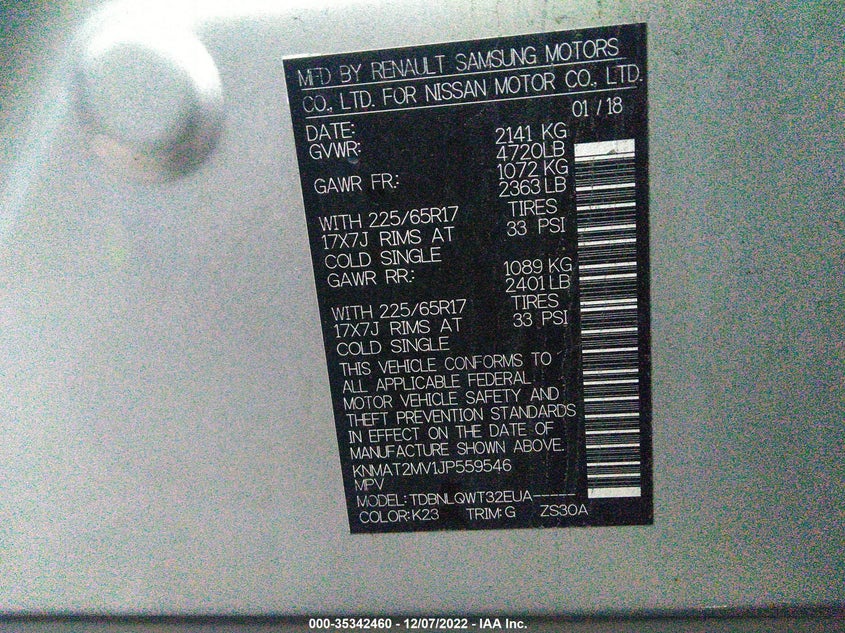 MFD BY RENAULT SAMSUNG MOTORS
CO., LTD. FOR NISSAN MOTOR CO., LTD.
DATE: 01/18
GVWR: 2141 KG
4720LB
GAWR FR.: 1072 KG
2363 LB
WITH 225/65R17 TIRES
17X7J RIMS AT 33 PSI
COLD SINGLE
GAWR RR.: 1089 KG
2401 LB
WITH 225/65R17 TIRES
17X7J RIMS AT 33 PSI
COLD SINGLE
THIS VEHICLE CONFORMS TO
ALL APPLICABLE FEDERAL
MOTOR VEHICLE SAFETY AND
THEFT PREVENTION STANDARDS
IN EFFECT ON THE DATE OF
MANUFACTURE SHOWN ABOVE.
KNMAT2MV1JP559546
MPV
MODEL: TDBNLQWT32EUA-----
COLOR: K23 TRIM: G ZS30A
000-35342460 - 12/07/2022 - IAA Inc.